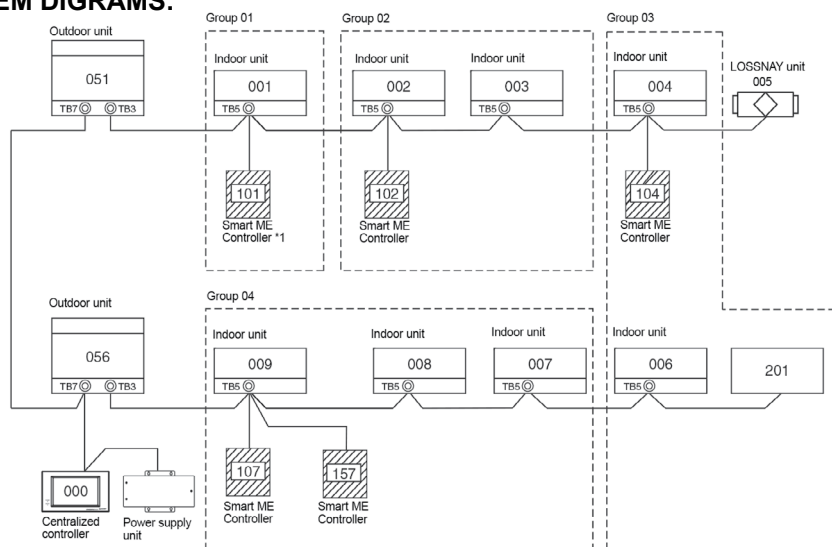 EM DIGRAMS:
Group 01
Group 02
Group 03
Outdoor unit
051
TB7 TB3
Indoor unit
001
TB5
Indoor unit
002
TB5
Indoor unit
003
TB5
Indoor unit
004
TB5
LOSSNAY unit
005
101
Smart ME
Controller *1
102
Smart ME
Controller
104
Smart ME
Controller
Group 04
Outdoor unit
056
TB7 TB3
Indoor unit
009
TB5
Indoor unit
008
TB5
Indoor unit
007
TB5
Indoor unit
006
TB5
201
000
Centralized
controller
Power supply
unit
107
Smart ME
Controller
157
Smart ME
Controller